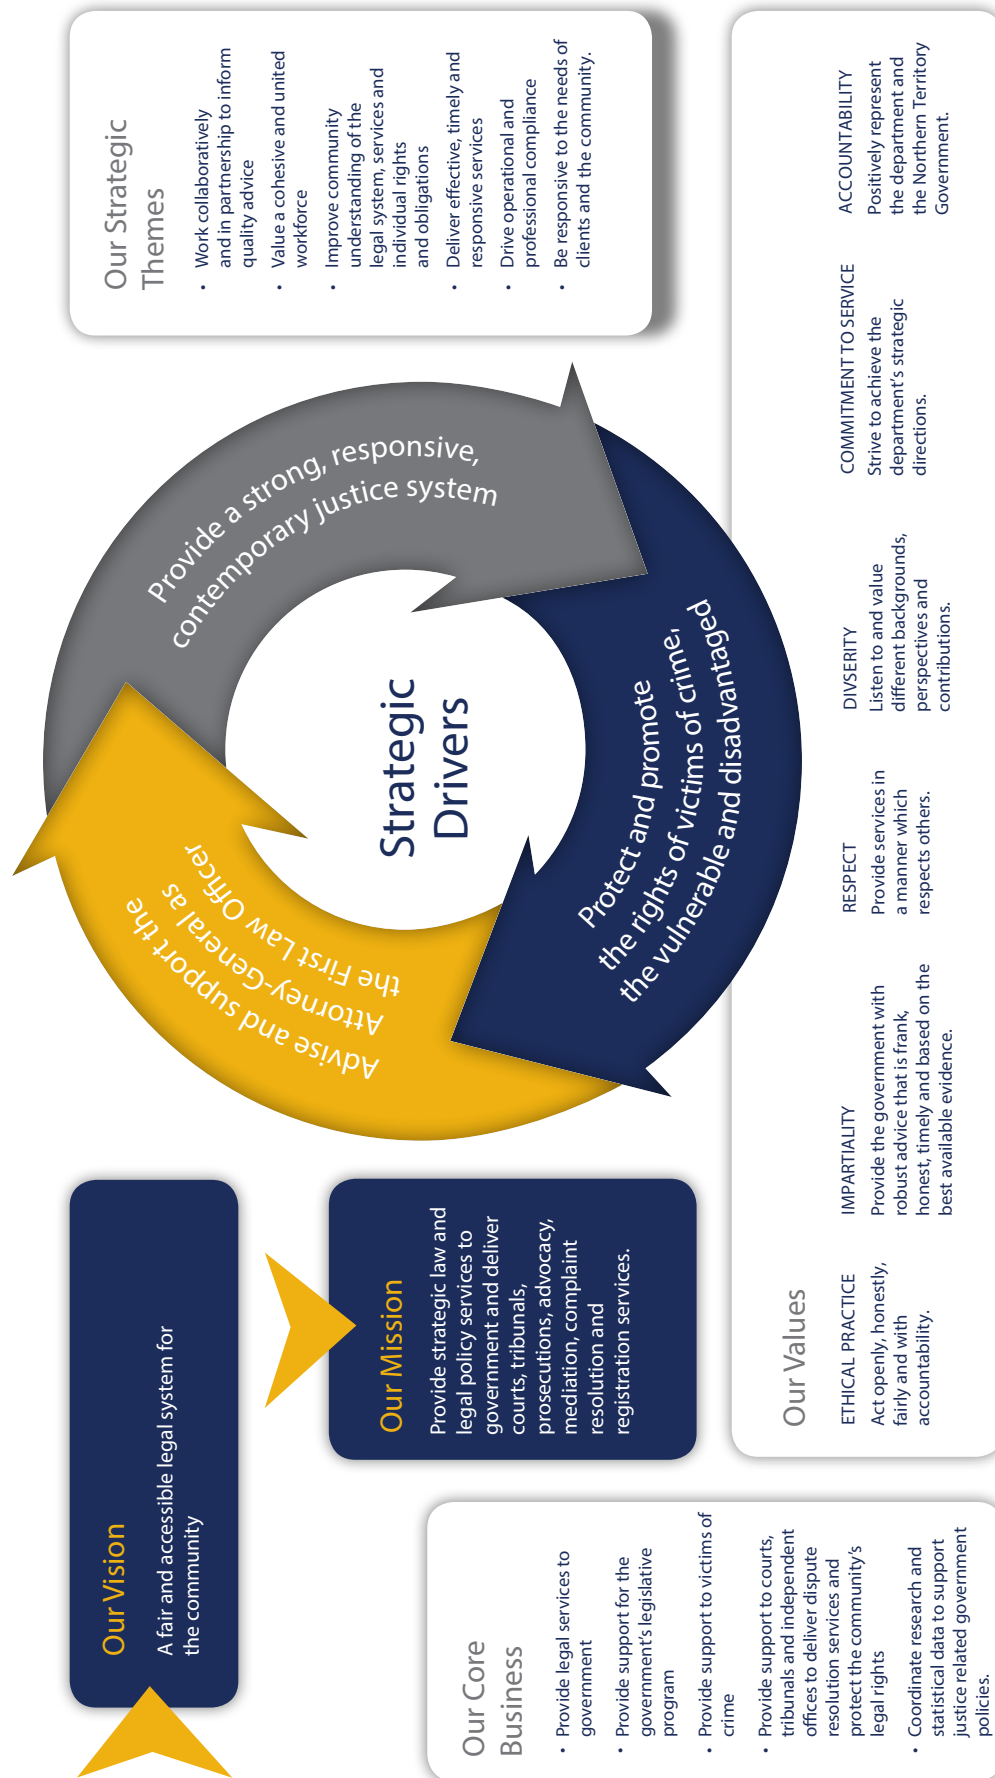 Our Vision
A fair and accessible legal system for
the community
Our Mission
Provide strategic law and
legal policy services to
government and deliver
courts, tribunals,
prosecutions, advocacy,
mediation, complaint
resolution and
registration services.
Our Core
Business
• Provide legal services to
government
• Provide support for the
government's legislative
program
• Provide support to victims of
crime
• Provide support to courts,
tribunals and independent
offices to deliver dispute
resolution services and
protect the community's
legal rights
• Coordinate research and
statistical data to support
justice related government
policies.
Strategic
Drivers
Advise and support the
Attorney-General as
the First Law Officer
Provide a strong, responsive,
contemporary justice system
Protect and promote
the rights of victims of crime,
the vulnerable and disadvantaged
Our Strategic
Themes
• Work collaboratively
and in partnership to inform
quality advice
• Value a cohesive and united
workforce
• Improve community
understanding of the
legal system, services and
individual rights
and obligations
• Deliver effective, timely and
responsive services
• Drive operational and
professional compliance
• Be responsive to the needs of
clients and the community.
Our Values
ETHICAL PRACTICE
Act openly, honestly,
fairly and with
accountability.
IMPARTIALITY
Provide the government with
robust advice that is frank,
honest, timely and based on the
best available evidence.
RESPECT
Provide services in
a manner which
respects others.
DIVSERITY
Listen to and value
different backgrounds,
perspectives and
contributions.
COMMITMENT TO SERVICE
Strive to achieve the
department's strategic
directions.
ACCOUNTABILITY
Positively represent
the department and
the Northern Territory
Government.